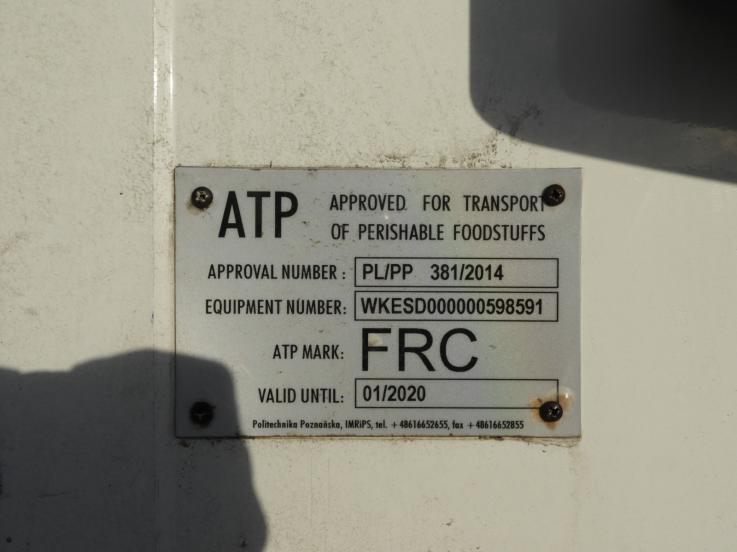 ATP
APPROVED FOR TRANSPORT
OF PERISHABLE FOODSTUFFS
APPROVAL NUMBER : PL/PP 381/2014
EQUIPMENT NUMBER: WKESD000000598591
ATP MARK: FRC
VALID UNTIL: 01/2020
Politechnika Poznańska, IMRiPS, tel. +48616652655, fax +48616652855